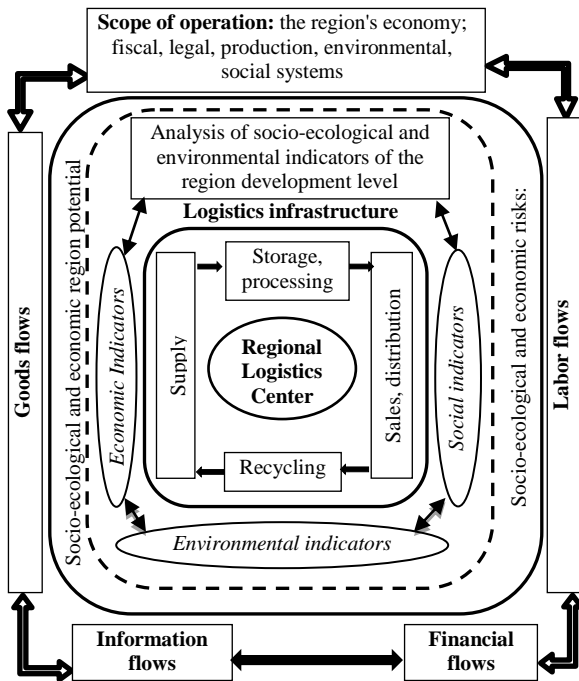 Scope of operation: the region's economy;
fiscal, legal, production, environmental,
social systems
Analysis of socio-ecological and
environmental indicators of the
region development level
Logistics infrastructure
Goods flows
Socio-ecological and economic region potential
Economic Indicators
Supply
Storage,
processing
Regional
Logistics
Center
Recycling
Sales, distribution
Social indicators
Socio-ecological and economic risks:
Labor flows
Environmental indicators
Information
flows
Financial
flows